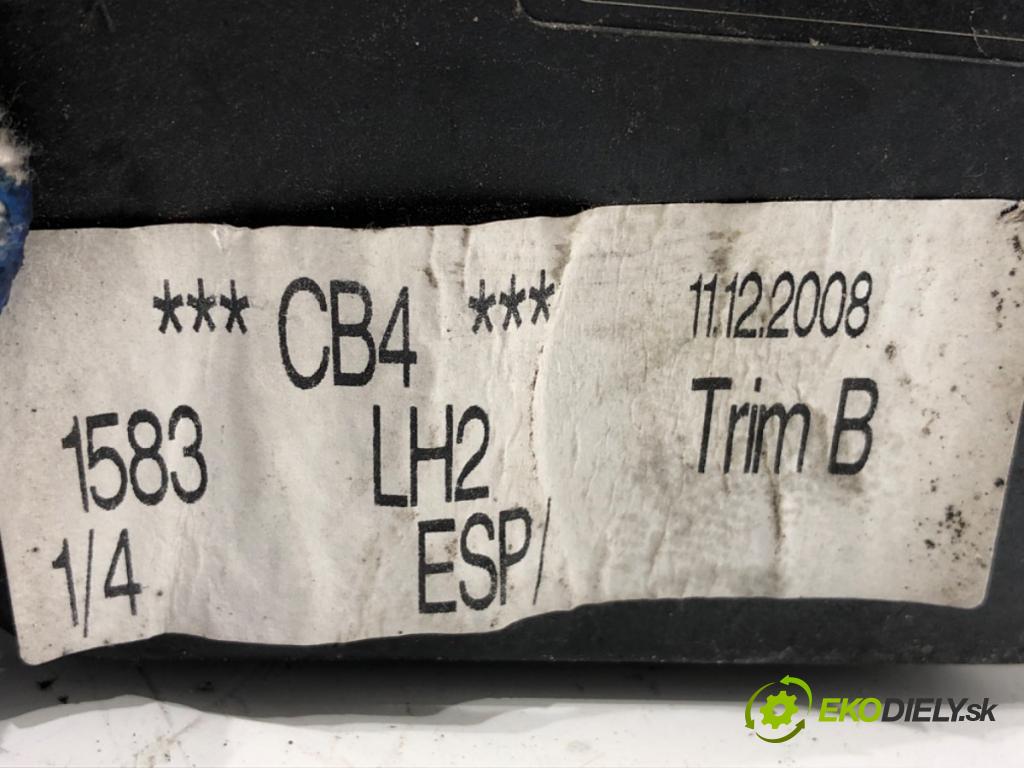 *** CB4 *** 11.12.2008
1583 LH2 Trim B
1/4 ESP/
EKODIELY.sk